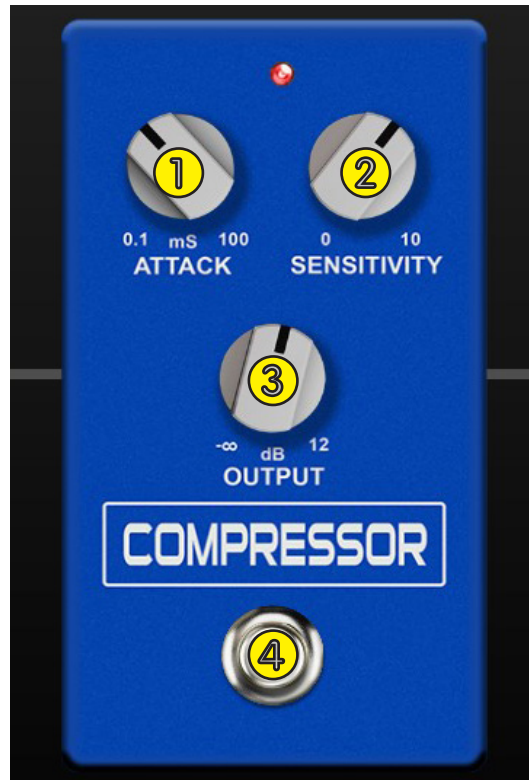 1 2
0.1 mS 100 0 10
ATTACK SENSITIVITY
3
-∞ dB 12
OUTPUT
COMPRESSOR
4